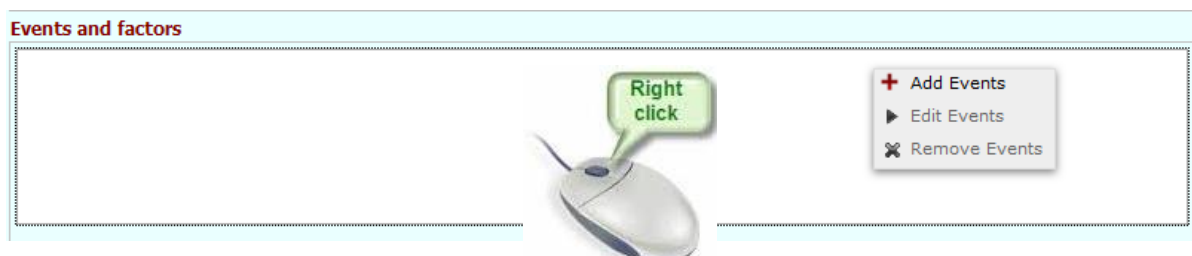 Events and factors
Right
click
Add Events
Edit Events
Remove Events